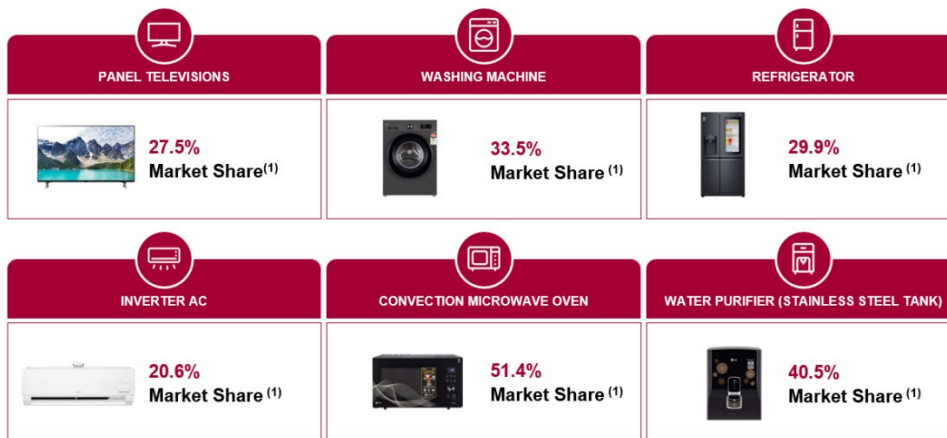 PANEL TELEVISIONS
WASHING MACHINE
REFRIGERATOR
27.5%
Market Share(1)
33.5%
Market Share (1)
29.9%
Market Share (1)
INVERTER AC
CONVECTION MICROWAVE OVEN
WATER PURIFIER (STAINLESS STEEL TANK)
20.6%
Market Share (1)
51.4%
Market Share (1)
40.5%
Market Share (1)